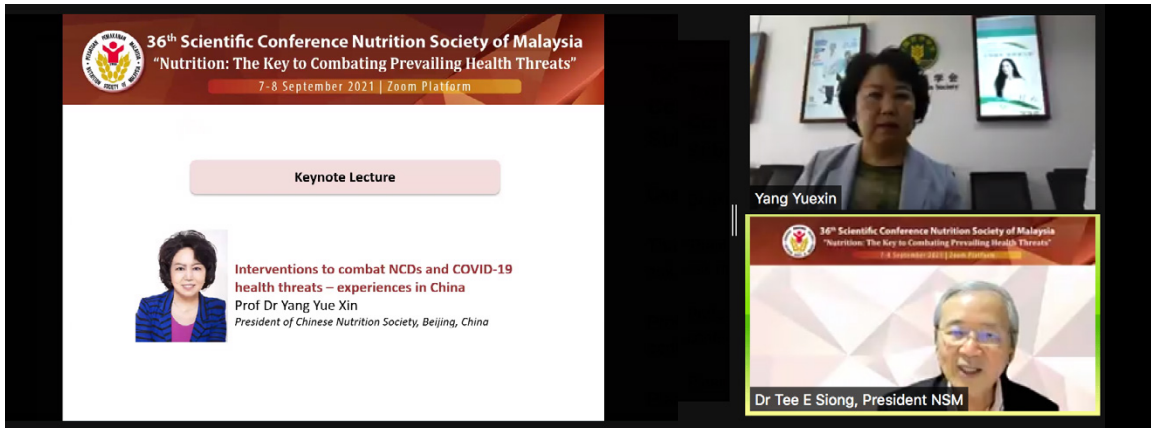 36th Scientific Conference Nutrition Society of Malaysia
"Nutrition: The Key to Combating Prevailing Health Threats"
7-8 September 2021 | Zoom Platform
Keynote Lecture
Interventions to combat NCDs and COVID-19
health threats – experiences in China
Prof Dr Yang Yue Xin
President of Chinese Nutrition Society, Beijing, China
Yang Yuexin
36th Scientific Conference Nutrition Society of Malaysia
"Nutrition: The Key to Combating Prevailing Health Threats"
7-8 September 2021 | Zoom Platform
Dr Tee E Siong, President NSM